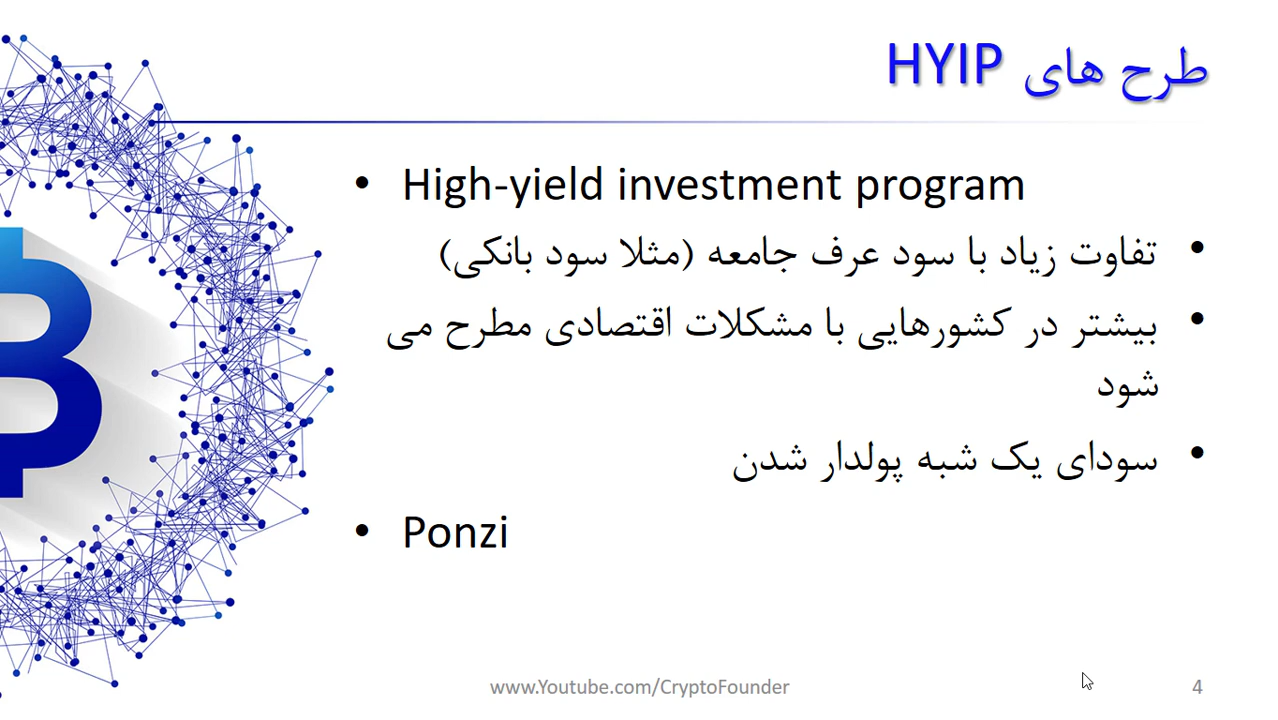 طرح های HYIP
• High-yield investment program
• تفاوت زیاد با سود عرف جامعه (مثلا سود بانکی)
• بیشتر در کشورهایی با مشکلات اقتصادی مطرح می
شود
• سودای یک شبه پولدار شدن
• Ponzi
www.Youtube.com/CryptoFounder
4